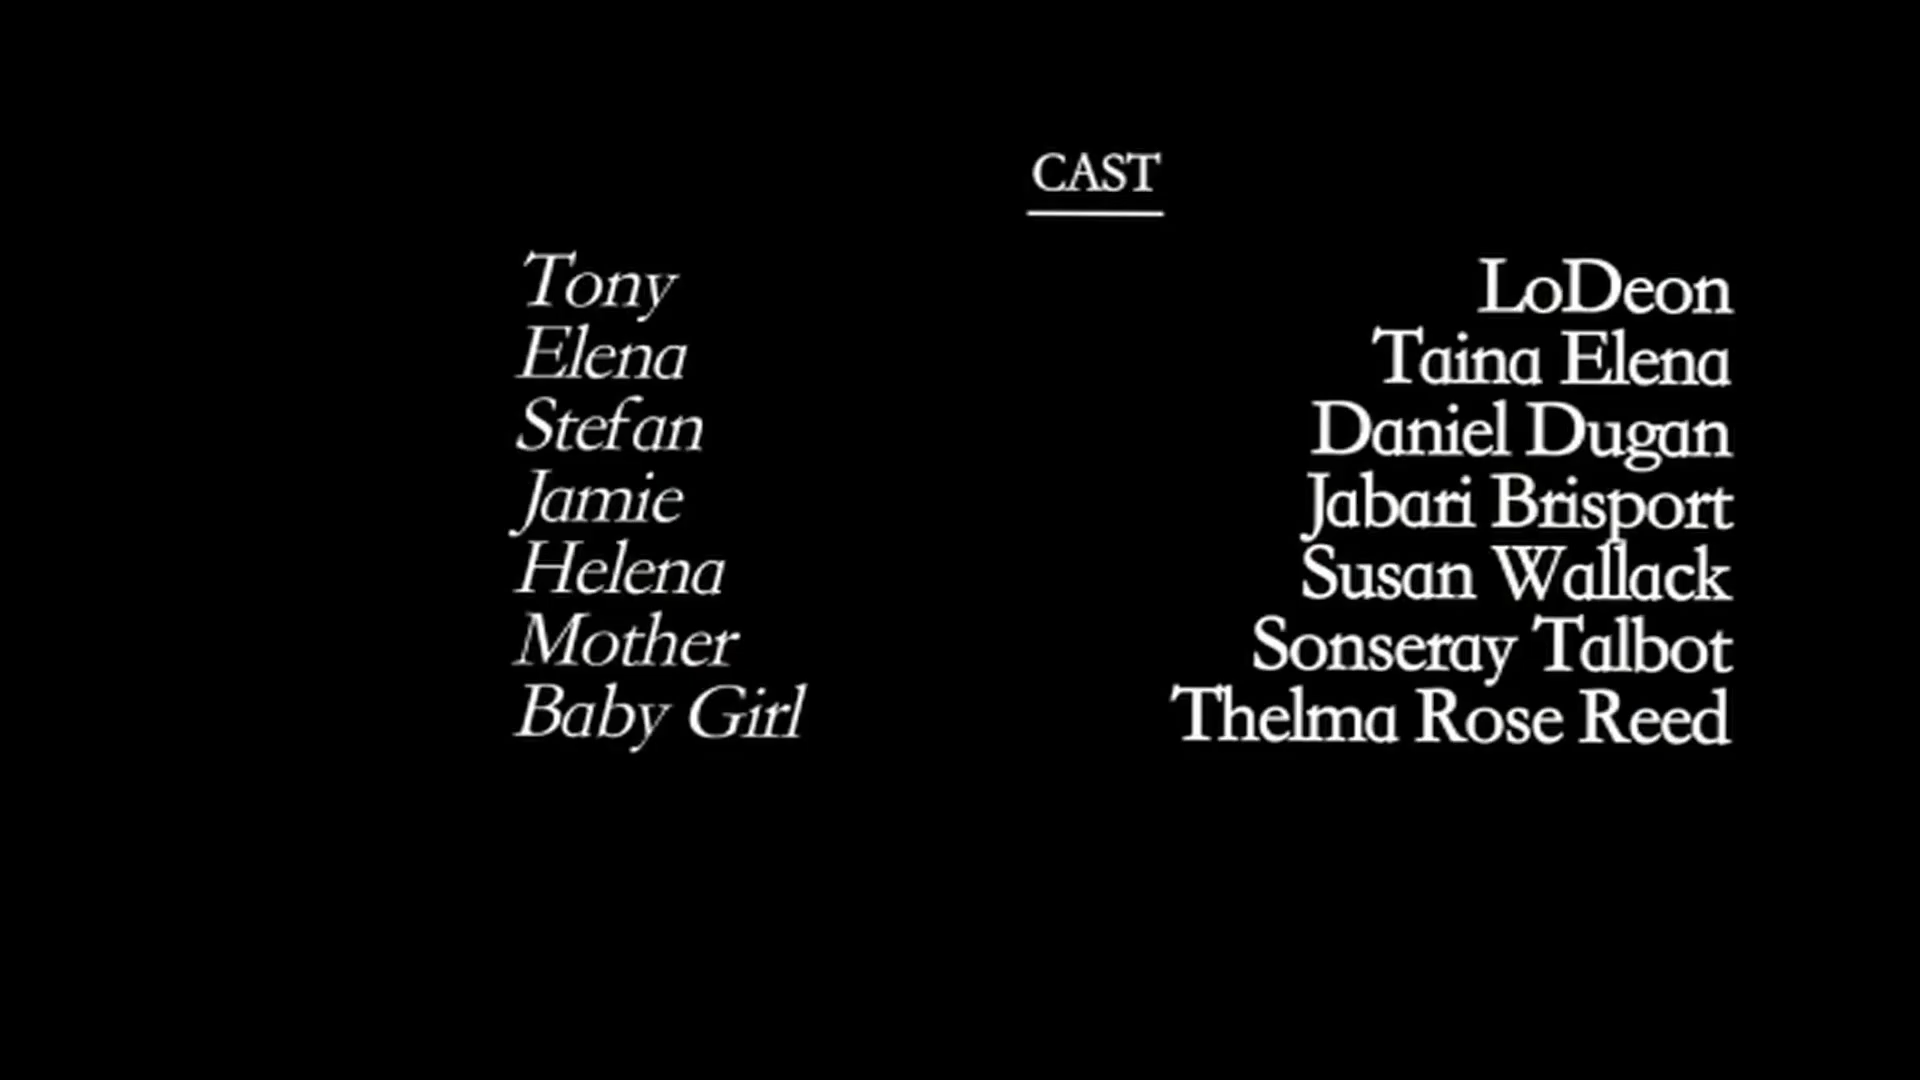 CAST
Tony LoDeon
Elena Taina Elena
Stefan Daniel Dugan
Jamie Jabari Brisport
Helena Susan Wallack
Mother Sonseray Talbot
Baby Girl Thelma Rose Reed